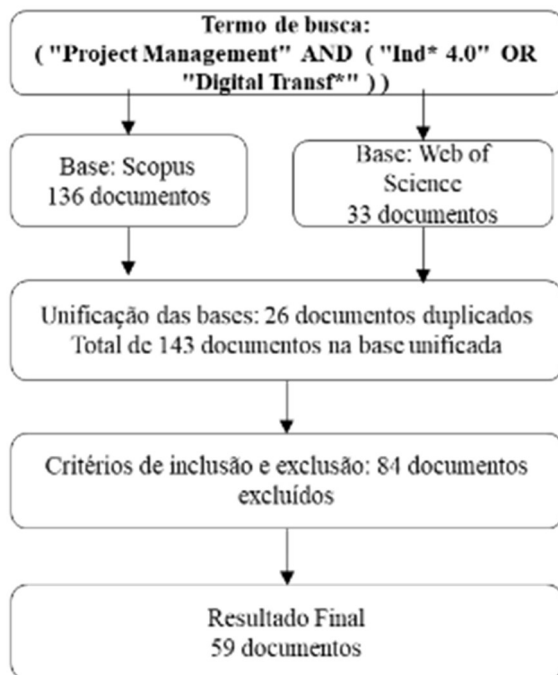 Termo de busca:
( "Project Management" AND ( "Ind* 4.0" OR
"Digital Transf*" ) )
Base: Scopus
136 documentos
Base: Web of
Science
33 documentos
Unificação das bases: 26 documentos duplicados
Total de 143 documentos na base unificada
Critérios de inclusão e exclusão: 84 documentos
excluídos
Resultado Final
59 documentos